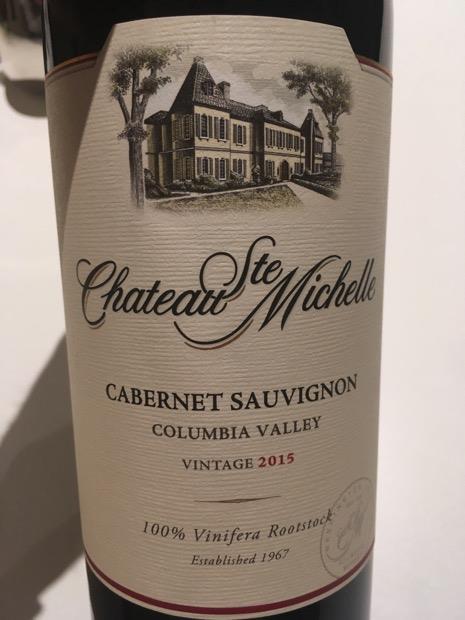 Chateau Ste Michelle
CABERNET SAUVIGNON
COLUMBIA VALLEY
VINTAGE 2015
100% Vinifera Rootstock
Established 1967